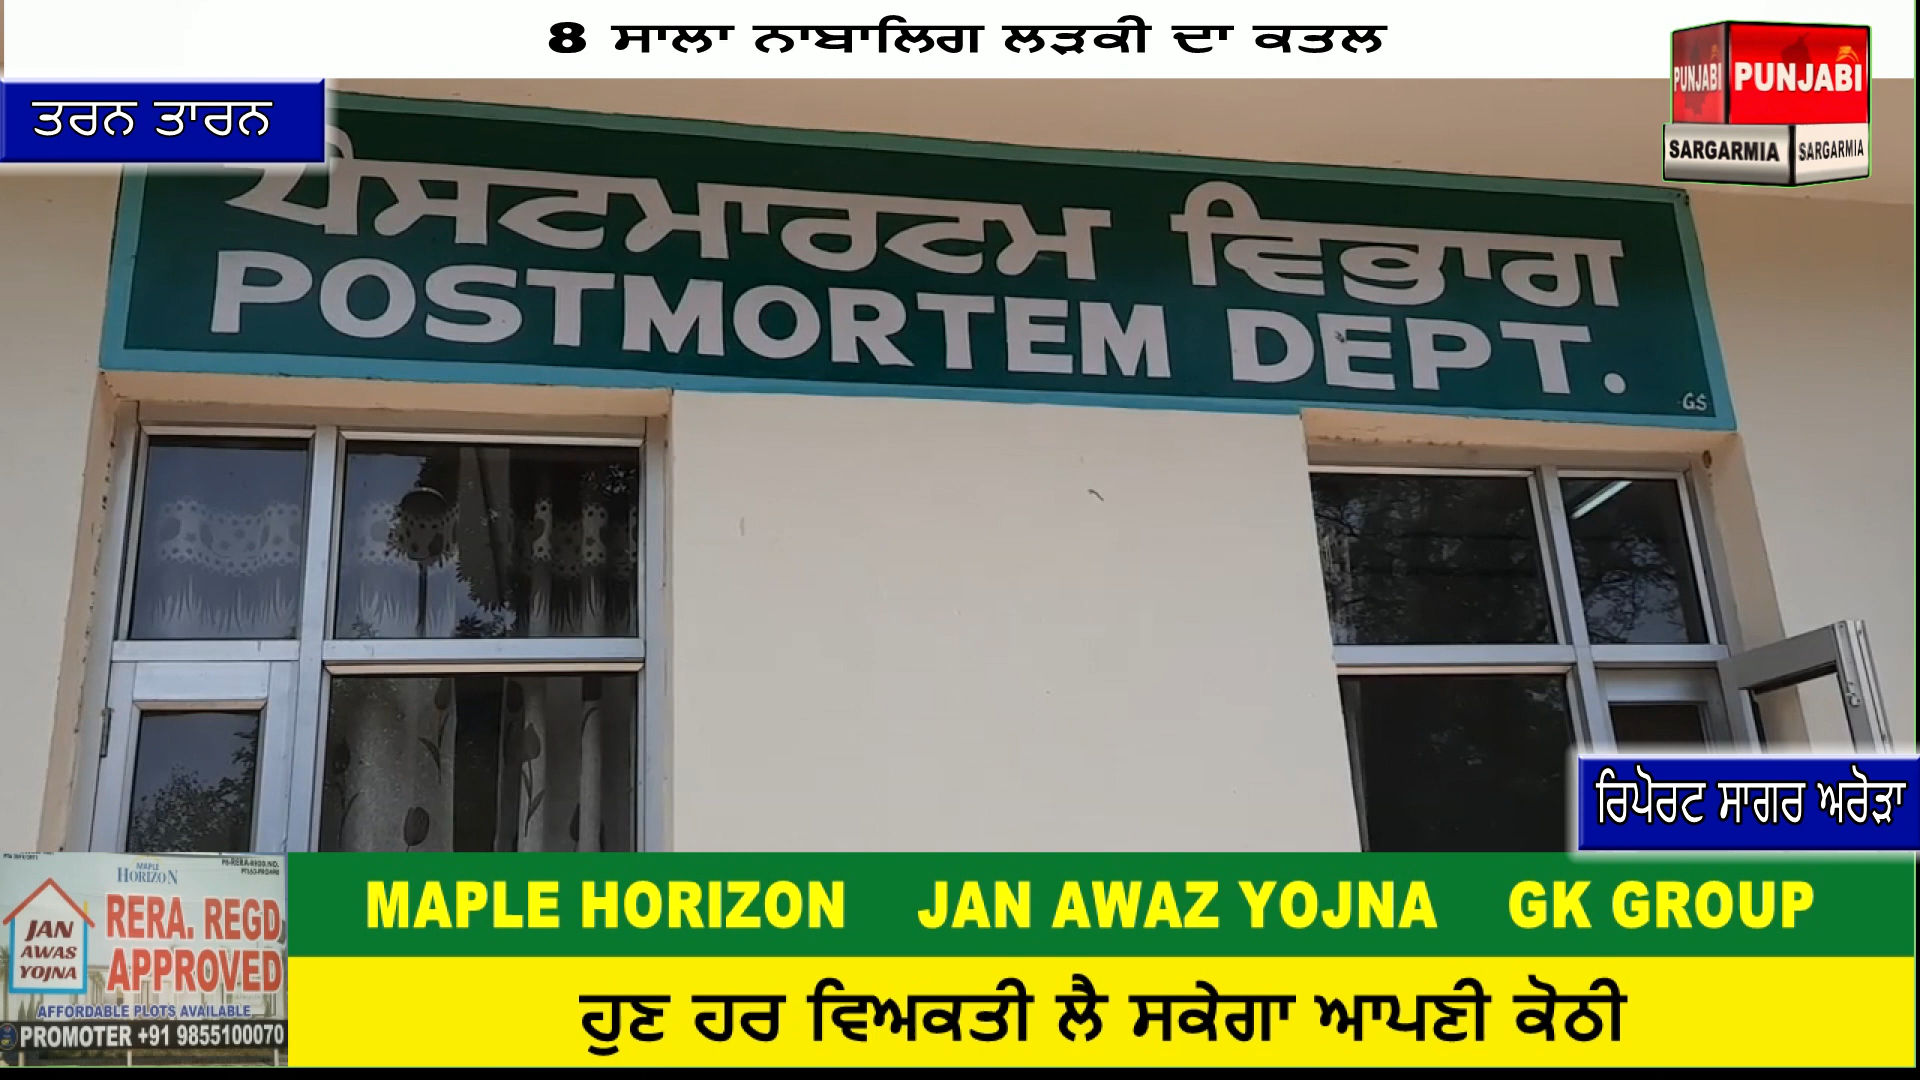 8 ਸਾਲਾ ਨਾਬਾਲਿਗ ਲੜਕੀ ਦਾ ਕਤਲ
PUNJABI PUNJABI
SARGARMIA SARGARMIA
ਤਰਨ ਤਾਰਨ
ਪੋਸਟਮਾਰਟਮ ਵਿਭਾਗ
POSTMORTEM DEPT.
GS
ਰਿਪੋਰਟ ਸਾਗਰ ਅਰੋੜਾ
MAPLE
HORIZON
JAN
AWAS
YOJNA
RERA. REGD
APPROVED
AFFORDABLE PLOTS AVAILABLE
PROMOTER +91 9855100070
MAPLE HORIZON JAN AWAZ YOJNA GK GROUP
ਹੁਣ ਹਰ ਵਿਅਕਤੀ ਲੈ ਸਕੇਗਾ ਆਪਣੀ ਕੋਠੀ